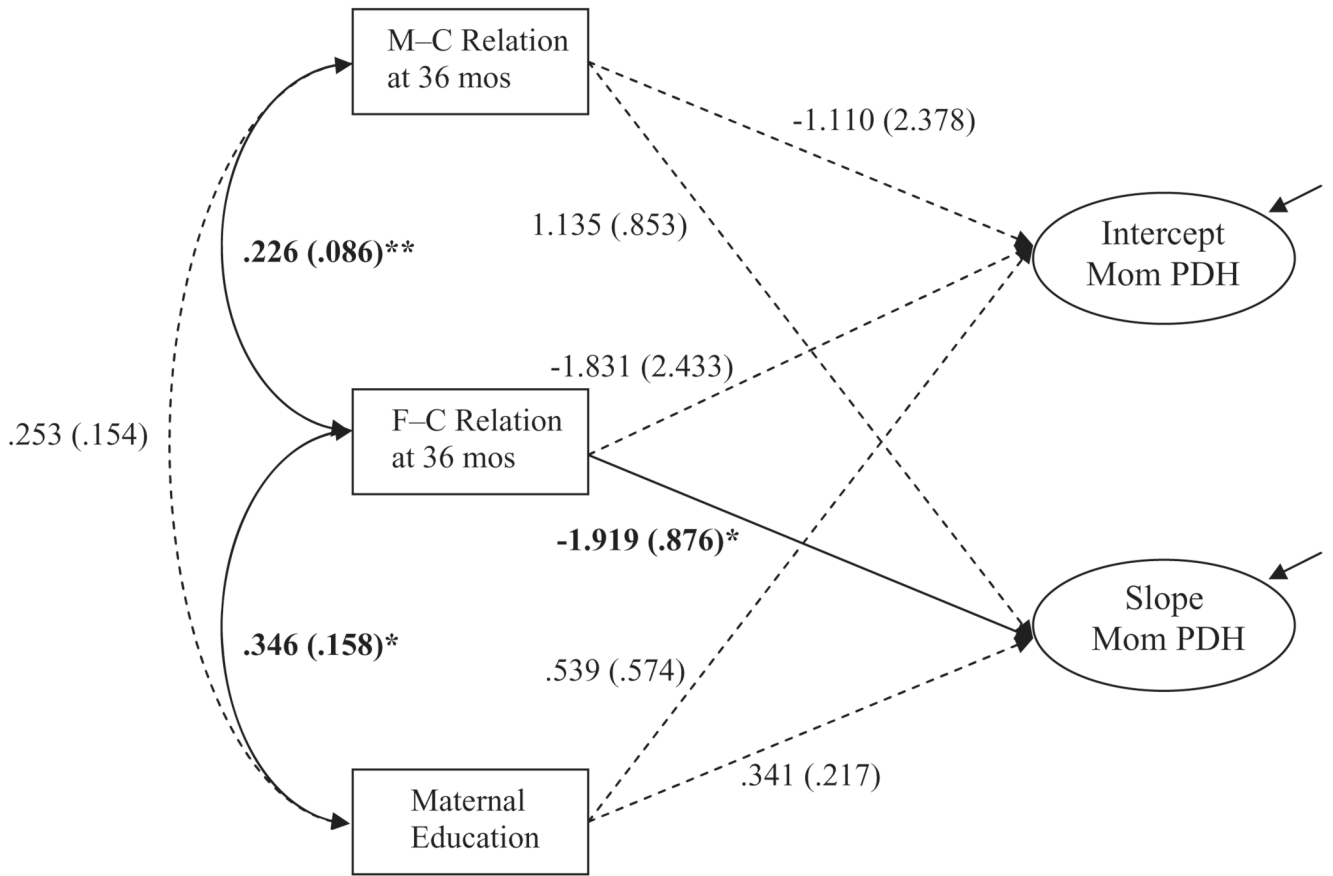 M–C Relation
at 36 mos
-1.110 (2.378)
1.135 (.853)
Intercept
Mom PDH
.226 (.086)**
-1.831 (2.433)
F–C Relation
at 36 mos
.253 (.154)
-1.919 (.876)*
Slope
Mom PDH
.346 (.158)*
.539 (.574)
.341 (.217)
Maternal
Education